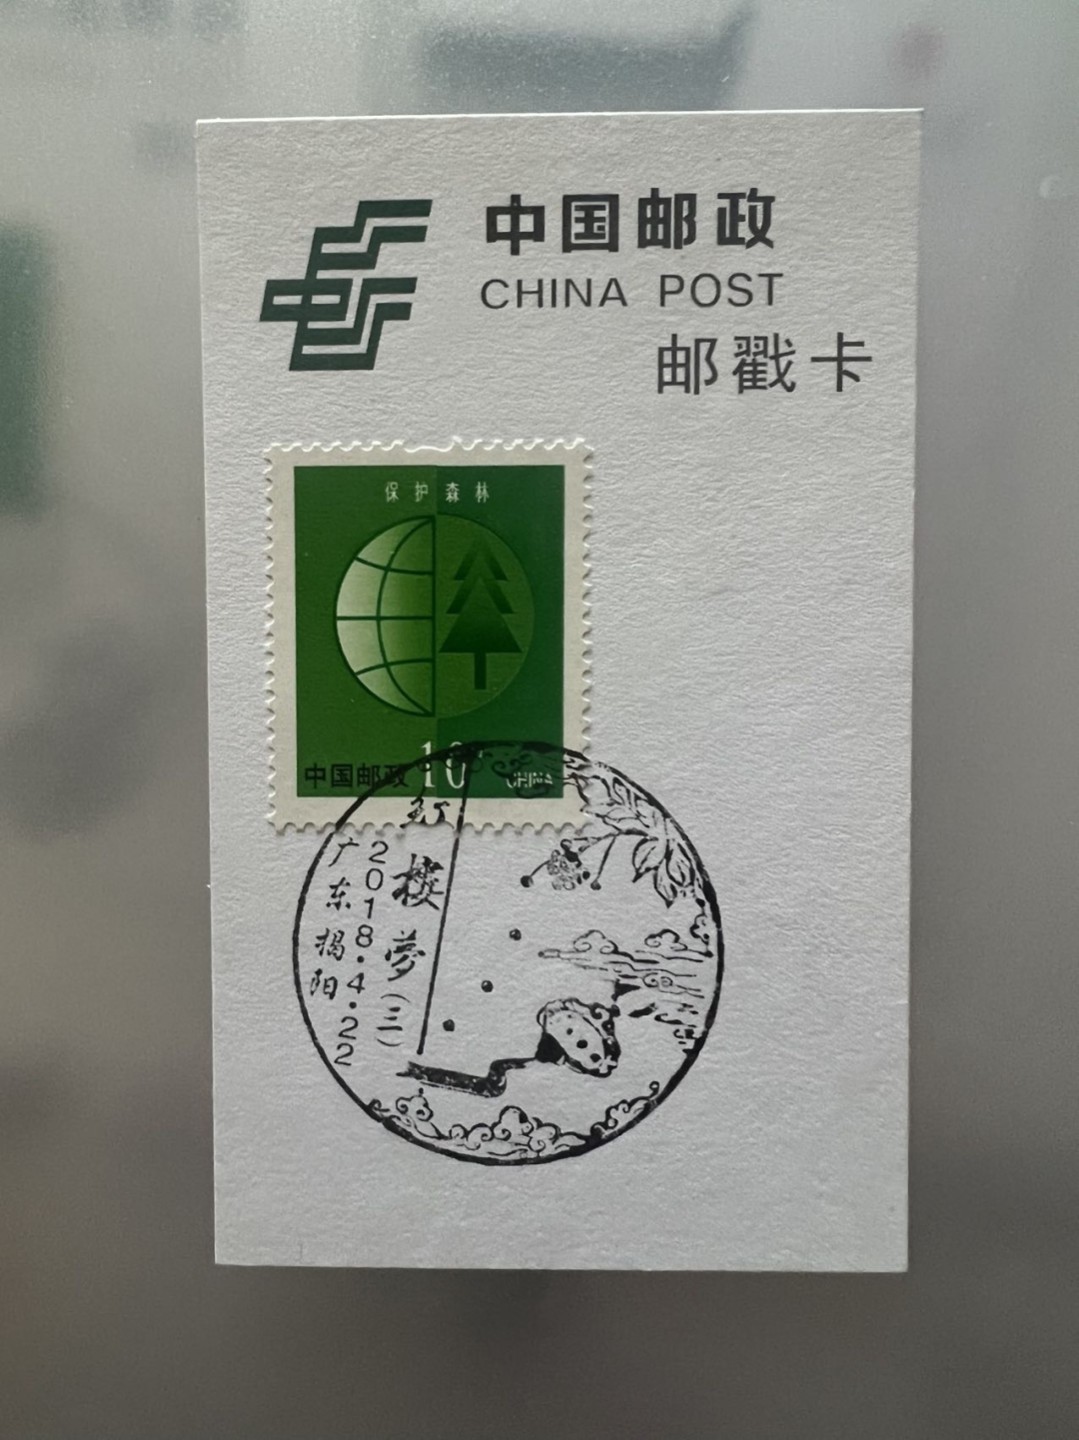 中国邮政
CHINA POST
邮戳卡
保护森林
中国邮政 10 CHINA
红楼梦(三)
2018.4.22
广东揭阳